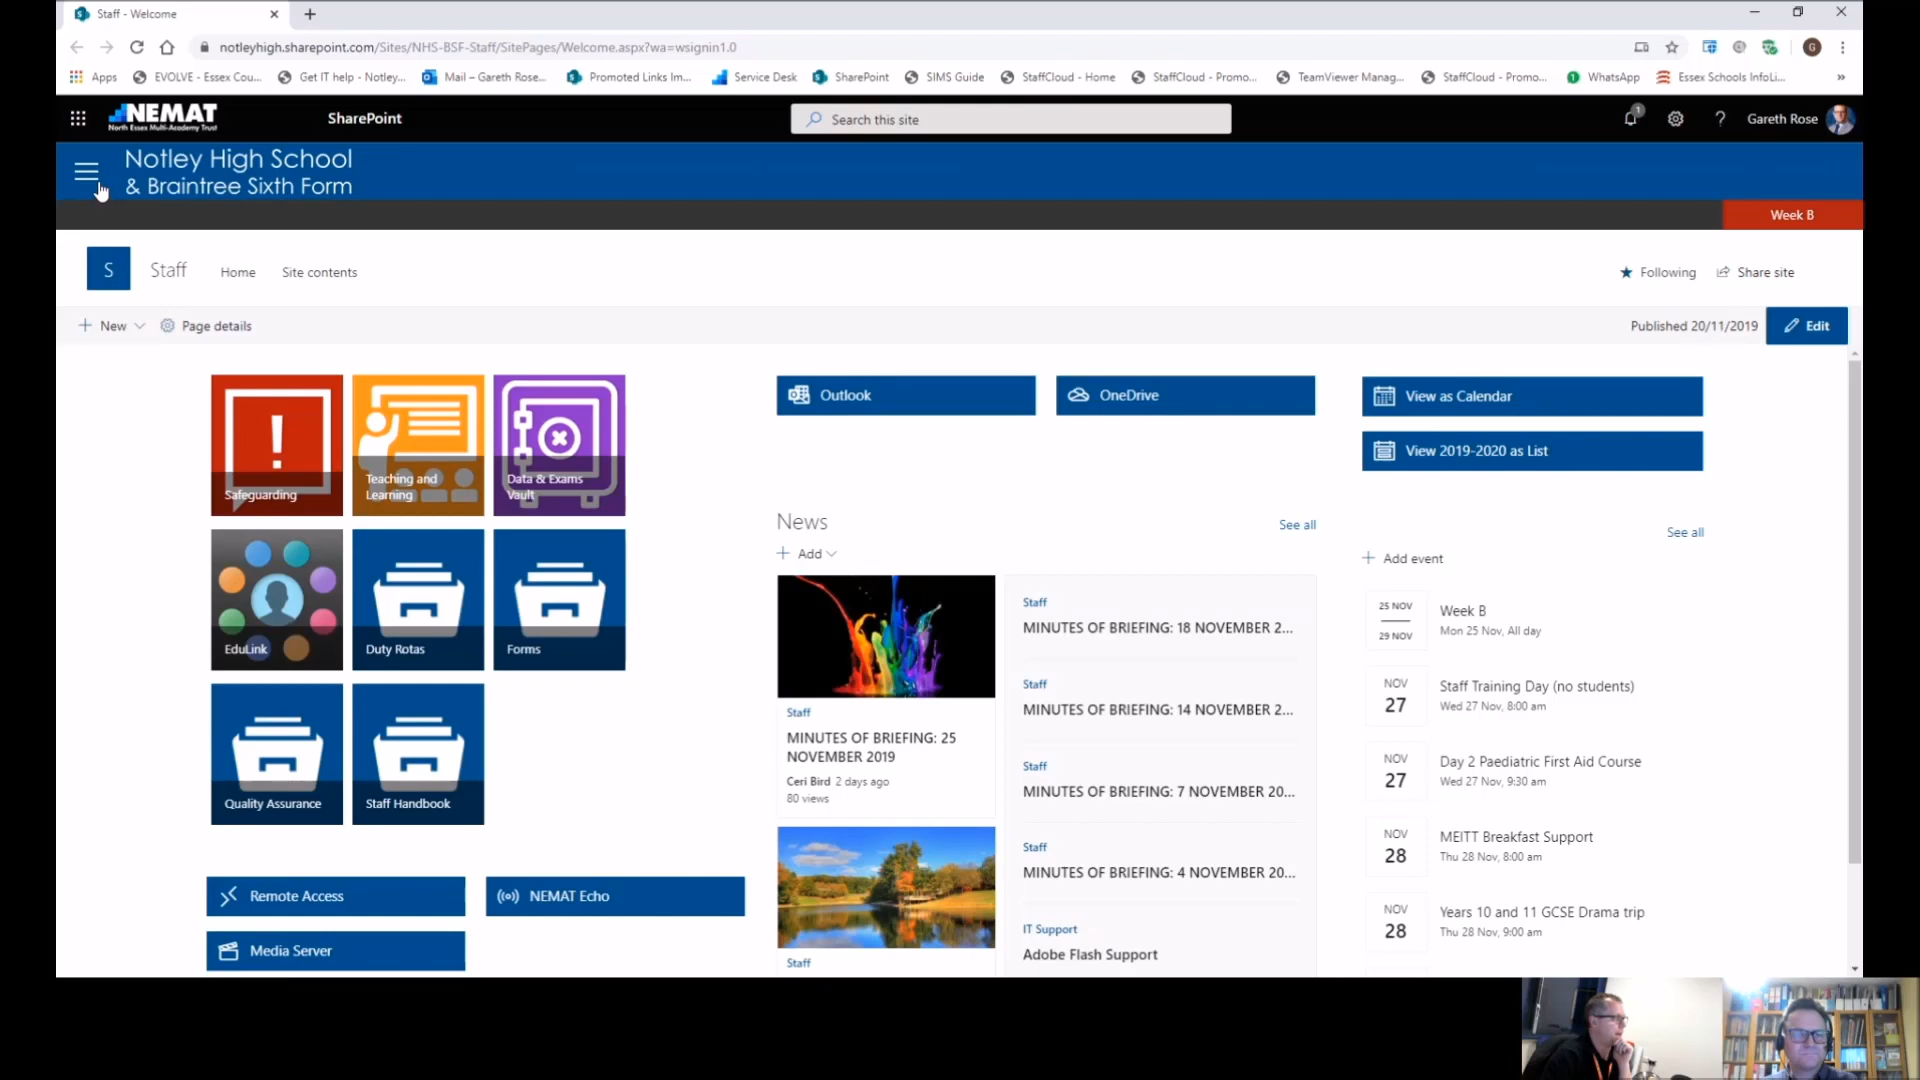 Staff - Welcome
notleyhigh.sharepoint.com/Sites/NHS-BSF-Staff/SitePages/Welcome.aspx?wa=wsignin1.0
G
Apps
EVOLVE - Essex Cou...
Get IT help - Notley...
Mail – Gareth Rose...
Promoted Links Im...
Service Desk
SharePoint
SIMS Guide
StaffCloud - Home
StaffCloud - Promo...
TeamViewer Manag...
StaffCloud - Promo...
WhatsApp
Essex Schools InfoLi...
»
NEMAT
North Essex Multi-Academy Trust
SharePoint
Search this site
1
?
Gareth Rose
Notley High School
& Braintree Sixth Form
Week B
S
Staff
Home
Site contents
Following
Share site
New
Page details
Published 20/11/2019
Edit
Safeguarding
Teaching and
Learning
Data & Exams
Vault
EduLink
Duty Rotas
Forms
Quality Assurance
Staff Handbook
Remote Access
NEMAT Echo
Media Server
Outlook
OneDrive
News
See all
Add
Staff
MINUTES OF BRIEFING: 25
NOVEMBER 2019
Ceri Bird 2 days ago
80 views
Staff
Staff
MINUTES OF BRIEFING: 18 NOVEMBER 2...
Staff
MINUTES OF BRIEFING: 14 NOVEMBER 2...
Staff
MINUTES OF BRIEFING: 7 NOVEMBER 20...
Staff
MINUTES OF BRIEFING: 4 NOVEMBER 20...
IT Support
Adobe Flash Support
View as Calendar
View 2019-2020 as List
See all
Add event
25 NOV
29 NOV
Week B
Mon 25 Nov, All day
NOV
27
Staff Training Day (no students)
Wed 27 Nov, 8:00 am
NOV
27
Day 2 Paediatric First Aid Course
Wed 27 Nov, 9:30 am
NOV
28
MEITT Breakfast Support
Thu 28 Nov, 8:00 am
NOV
28
Years 10 and 11 GCSE Drama trip
Thu 28 Nov, 9:00 am